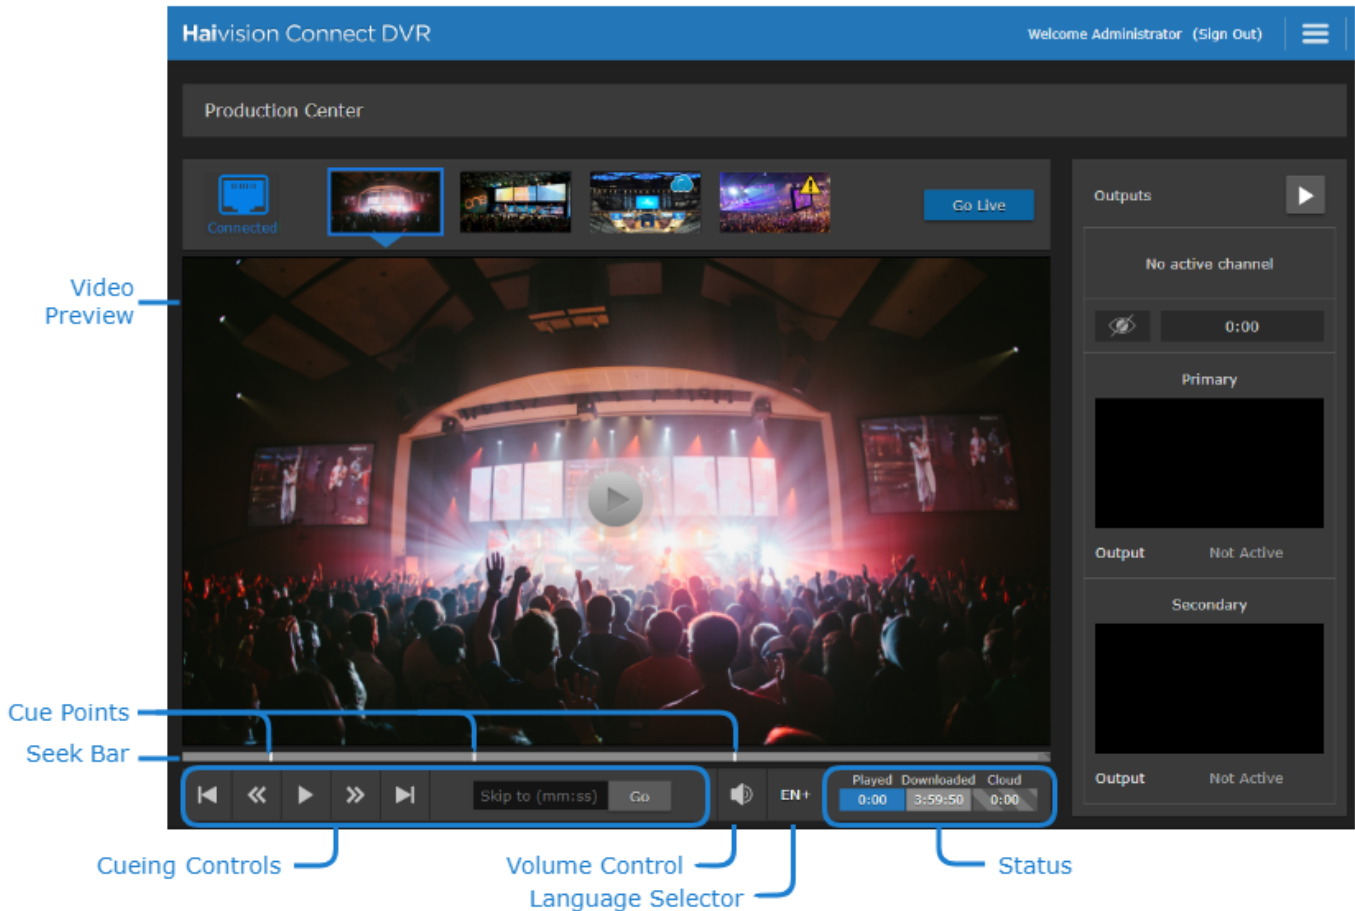 Haivision Connect DVR
Welcome Administrator (Sign Out)
Production Center
Connected
Go Live
Outputs
No active channel
0:00
Primary
Output Not Active
Secondary
Output Not Active
Video
Preview
Cue Points
Seek Bar
Skip to (mm:ss) Go
EN+
Played Downloaded Cloud
0:00 3:59:50 0:00
Cueing Controls
Volume Control
Language Selector
Status